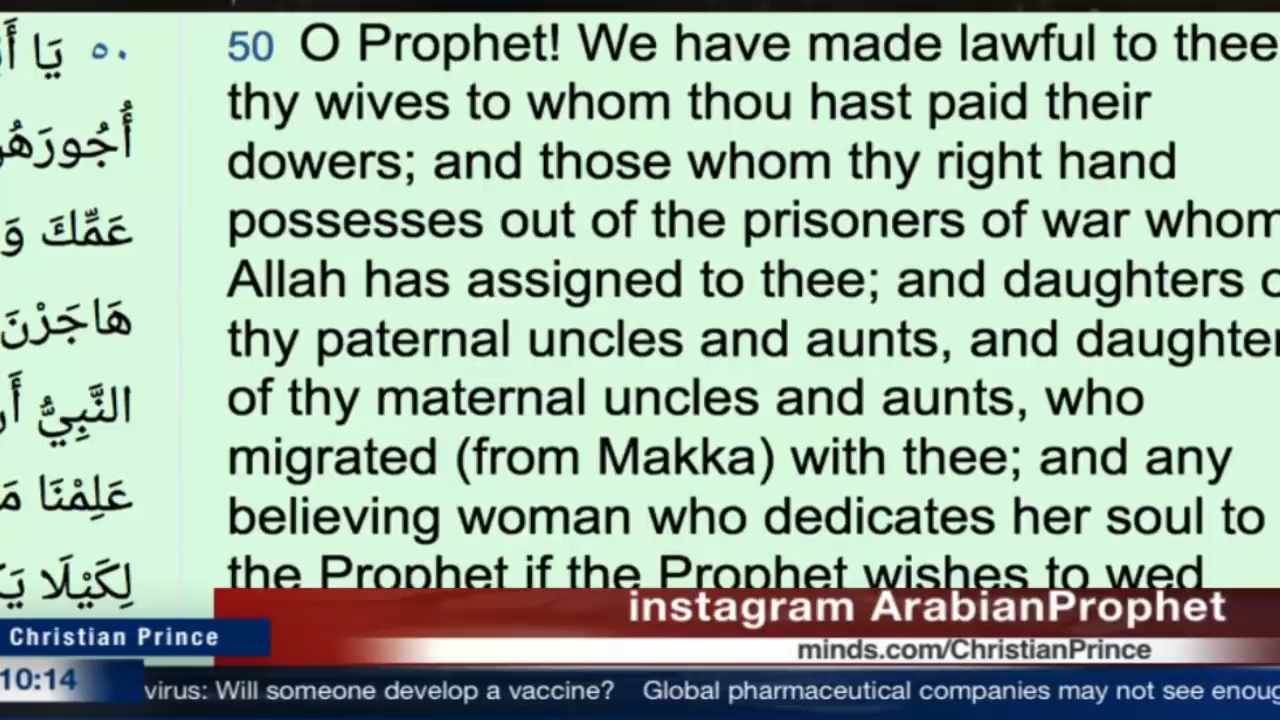 50 O Prophet! We have made lawful to thee
thy wives to whom thou hast paid their
dowers; and those whom thy right hand
possesses out of the prisoners of war whom
Allah has assigned to thee; and daughters
thy paternal uncles and aunts, and daughter
of thy maternal uncles and aunts, who
migrated (from Makka) with thee; and any
believing woman who dedicates her soul to
the Prophet if the Prophet wishes to wed
٥٠ يَا
أُجُورَهُ
عَمِّكَ وَ
هَاجَرْنَ
النَّبِيُّ أَ
عَلِمْنَا مَ
لِكَيْلَا يَ
instagram ArabianProphet
minds.com/ChristianPrince
Christian Prince
10:14
virus: Will someone develop a vaccine? Global pharmaceutical companies may not see enoug